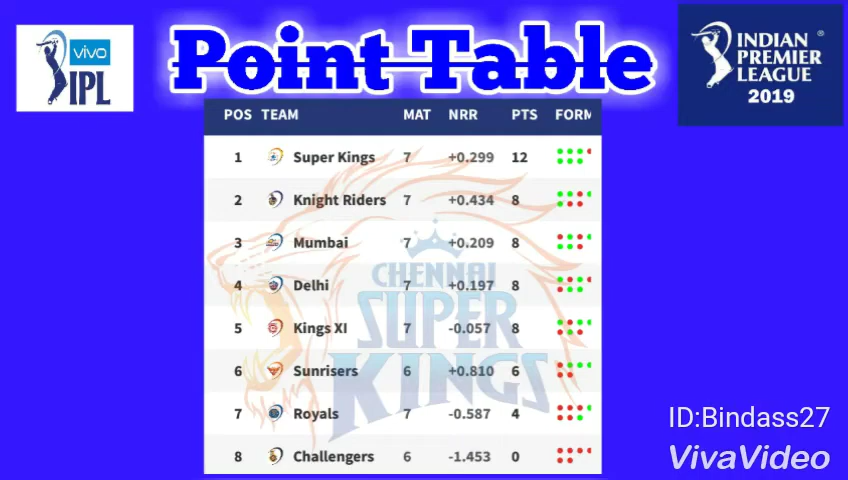 vivo
IPL
Point Table
INDIAN
PREMIER
LEAGUE
2019
POS TEAM MAT NRR PTS FORM
1 Super Kings 7 +0.299 12
2 Knight Riders 7 +0.434 8
3 Mumbai 7 +0.209 8
4 Delhi 7 +0.197 8
5 Kings XI 7 -0.057 8
6 Sunrisers 6 +0.810 6
7 Royals 7 -0.587 4
8 Challengers 6 -1.453 0
CHENNAI
SUPER
KINGS
ID:Bindass27
VivaVideo